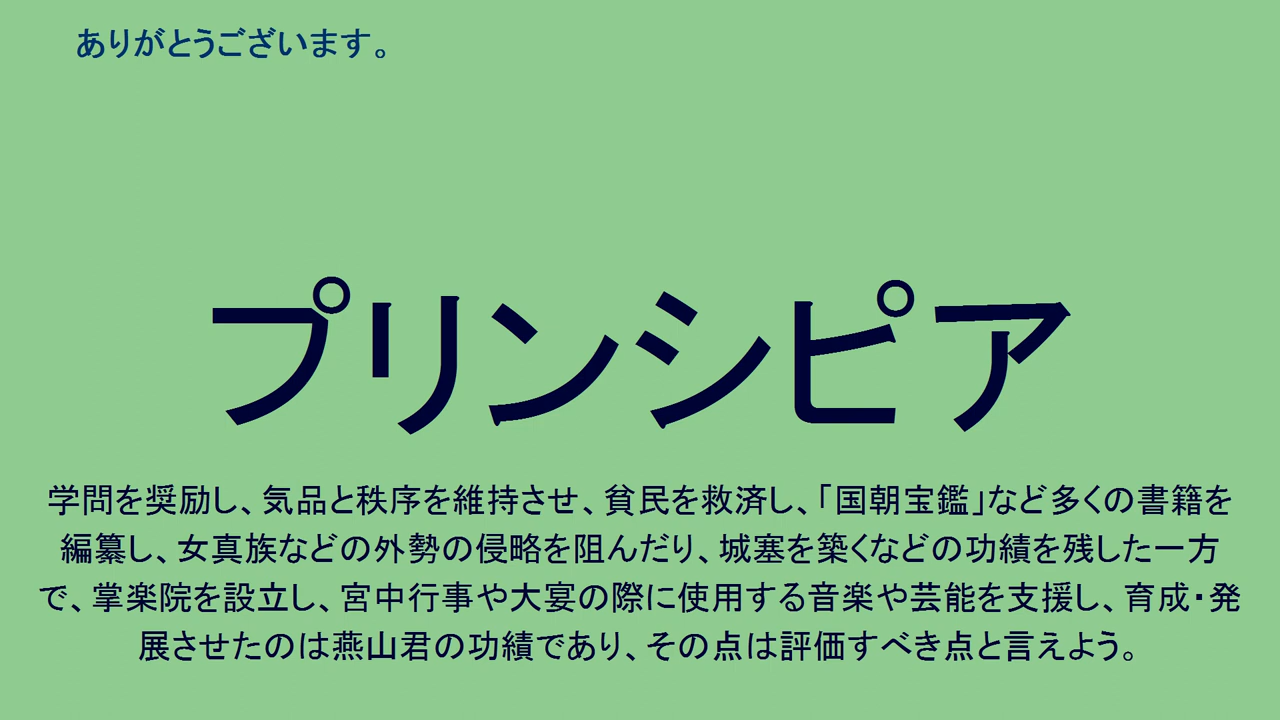 ありがとうございます。
プリンシピア
学問を奨励し、気品と秩序を維持させ、貧民を救済し、「国朝宝鑑」など多くの書籍を
編纂し、女真族などの外勢の侵略を阻んだり、城塞を築くなどの功績を残した一方
で、掌楽院を設立し、宮中行事や大宴の際に使用する音楽や芸能を支援し、育成・発
展させたのは燕山君の功績であり、その点は評価すべき点と言えよう。